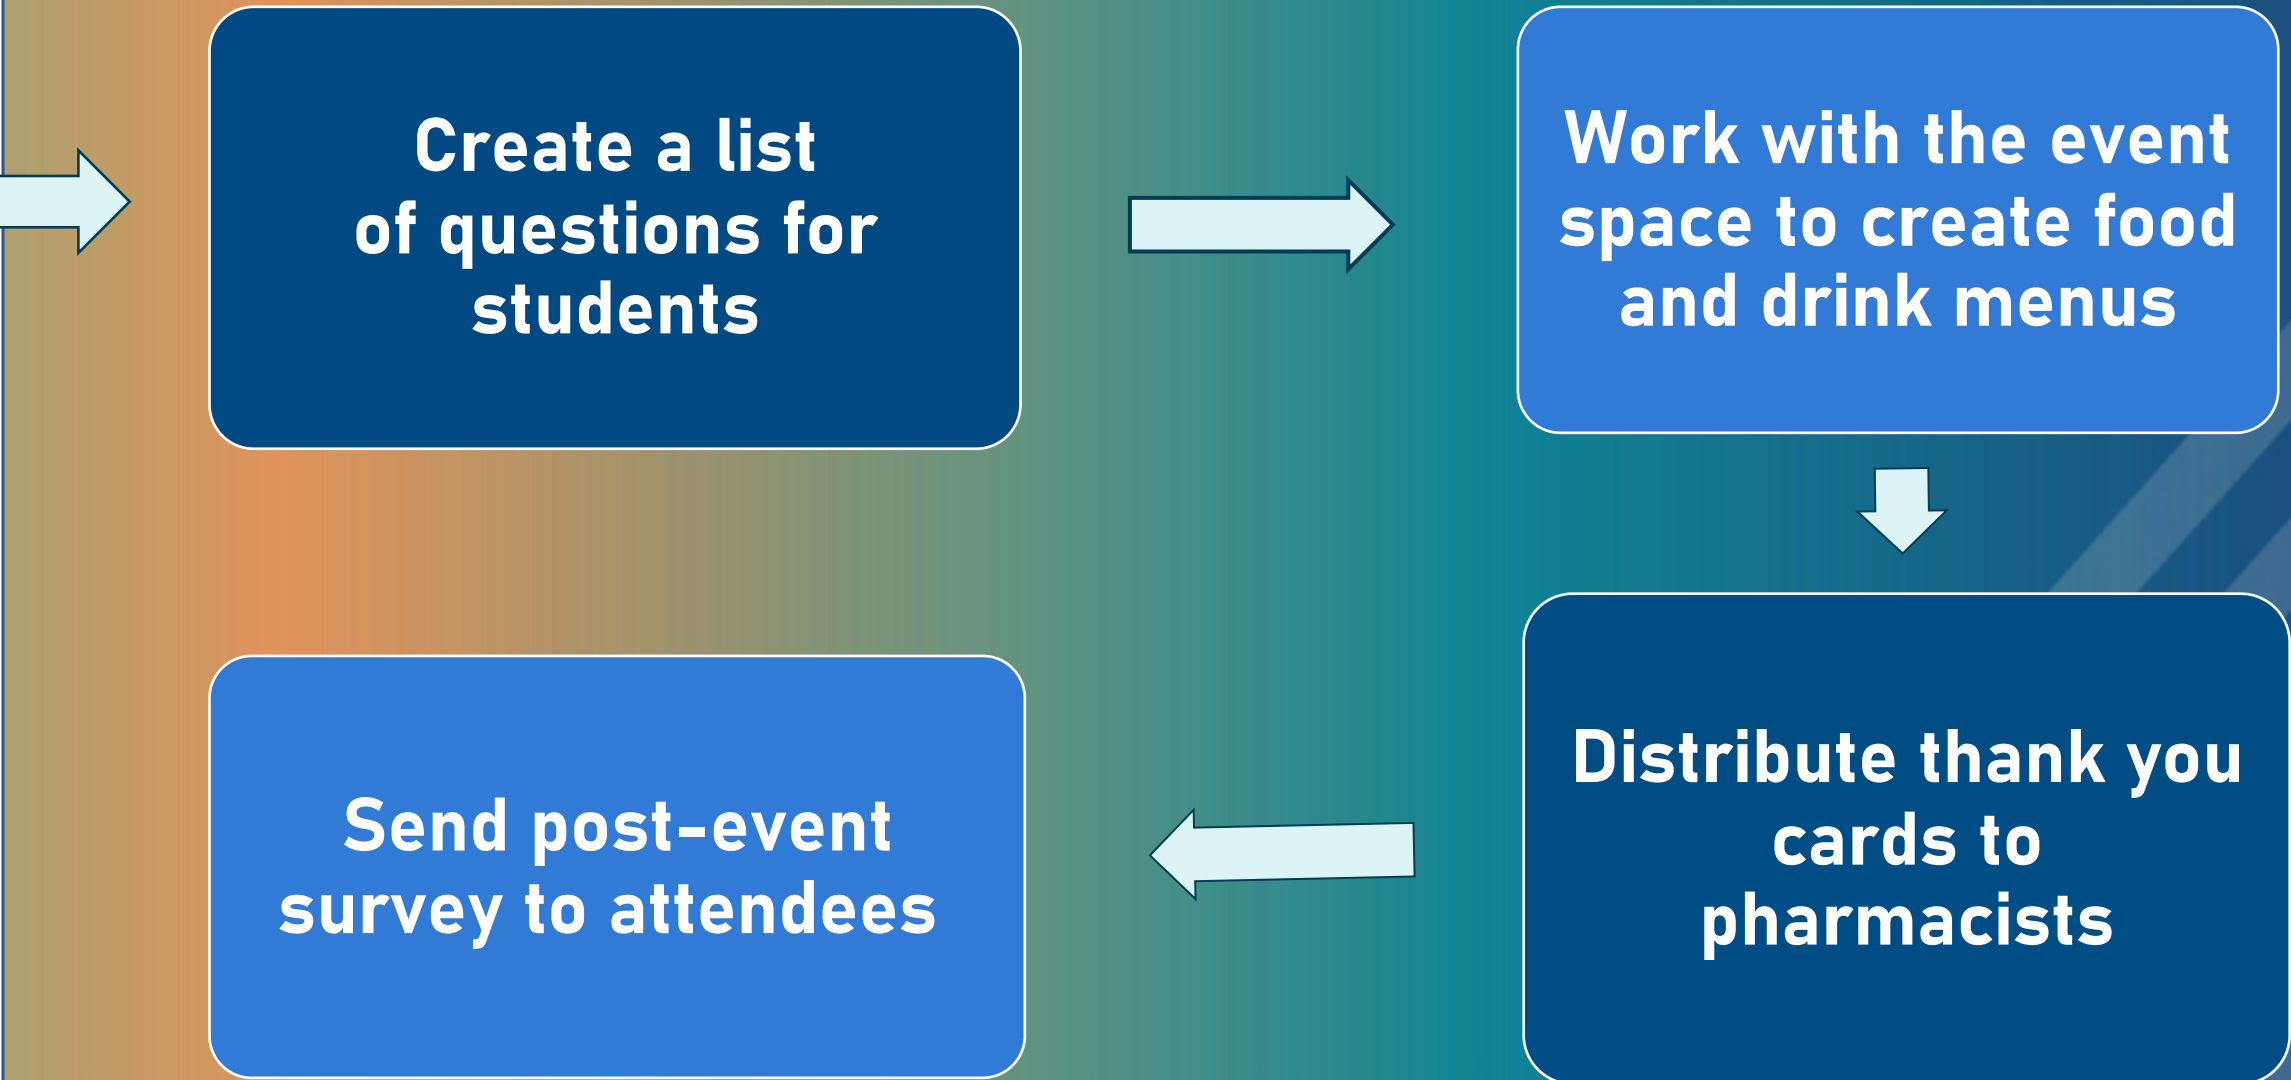 Create a list
of questions for
students
Work with the event
space to create food
and drink menus
Distribute thank you
cards to
pharmacists
Send post-event
survey to attendees